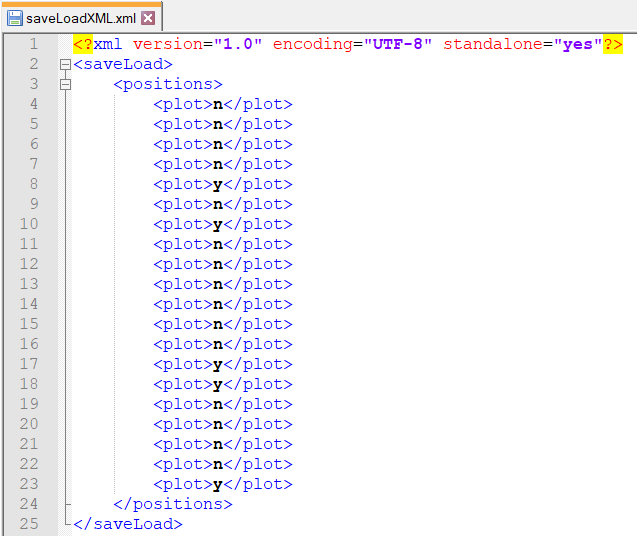 saveLoadXML.xml
1 <?xml version="1.0" encoding="UTF-8" standalone="yes"?>
2 <saveLoad>
3 <positions>
4 <plot>n</plot>
5 <plot>n</plot>
6 <plot>n</plot>
7 <plot>n</plot>
8 <plot>y</plot>
9 <plot>n</plot>
10 <plot>y</plot>
11 <plot>n</plot>
12 <plot>n</plot>
13 <plot>n</plot>
14 <plot>n</plot>
15 <plot>n</plot>
16 <plot>n</plot>
17 <plot>y</plot>
18 <plot>y</plot>
19 <plot>n</plot>
20 <plot>n</plot>
21 <plot>n</plot>
22 <plot>n</plot>
23 <plot>y</plot>
24 </positions>
25 </saveLoad>